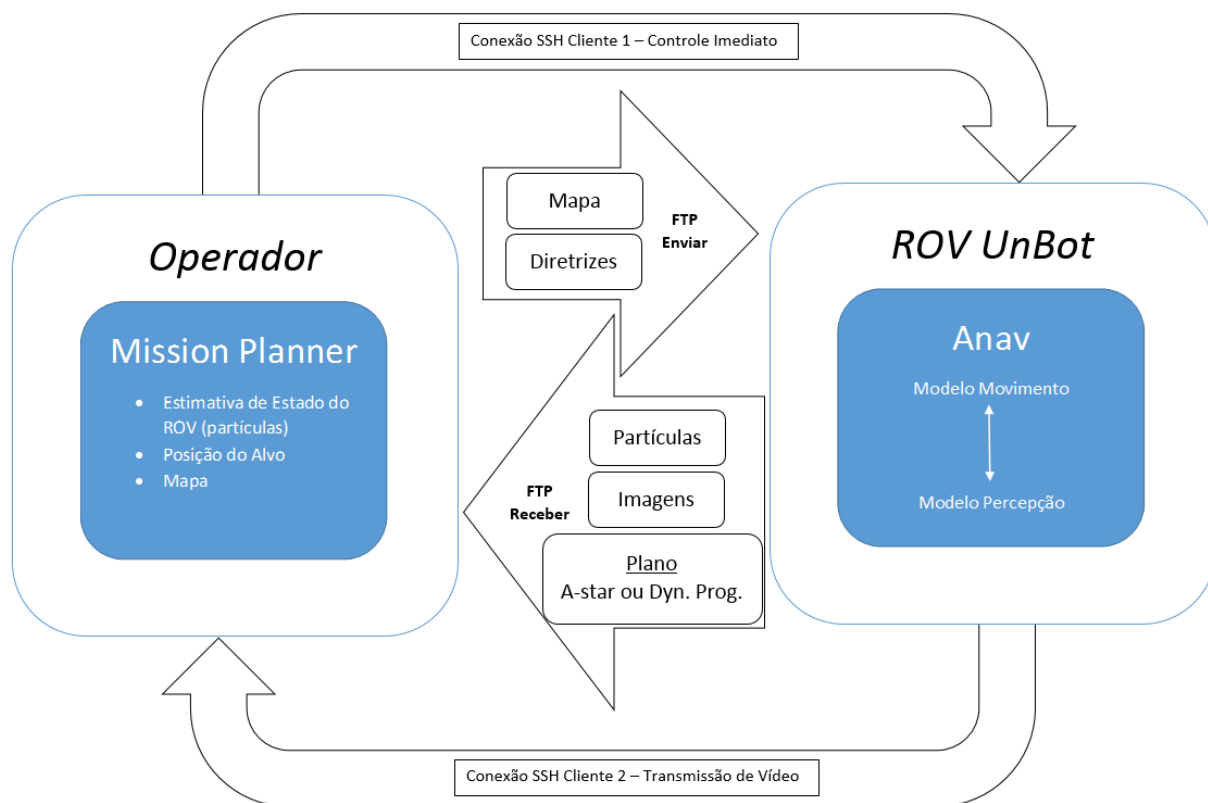 Conexão SSH Cliente 1 – Controle Imediato
Operador
Mission Planner
• Estimativa de Estado do
ROV (partículas)
• Posição do Alvo
• Mapa
Mapa
Diretrizes
FTP
Enviar
ROV UnBot
Anav
Modelo Movimento
Modelo Percepção
FTP
Receber
Partículas
Imagens
Plano
A-star ou Dyn. Prog.
Conexão SSH Cliente 2 – Transmissão de Vídeo